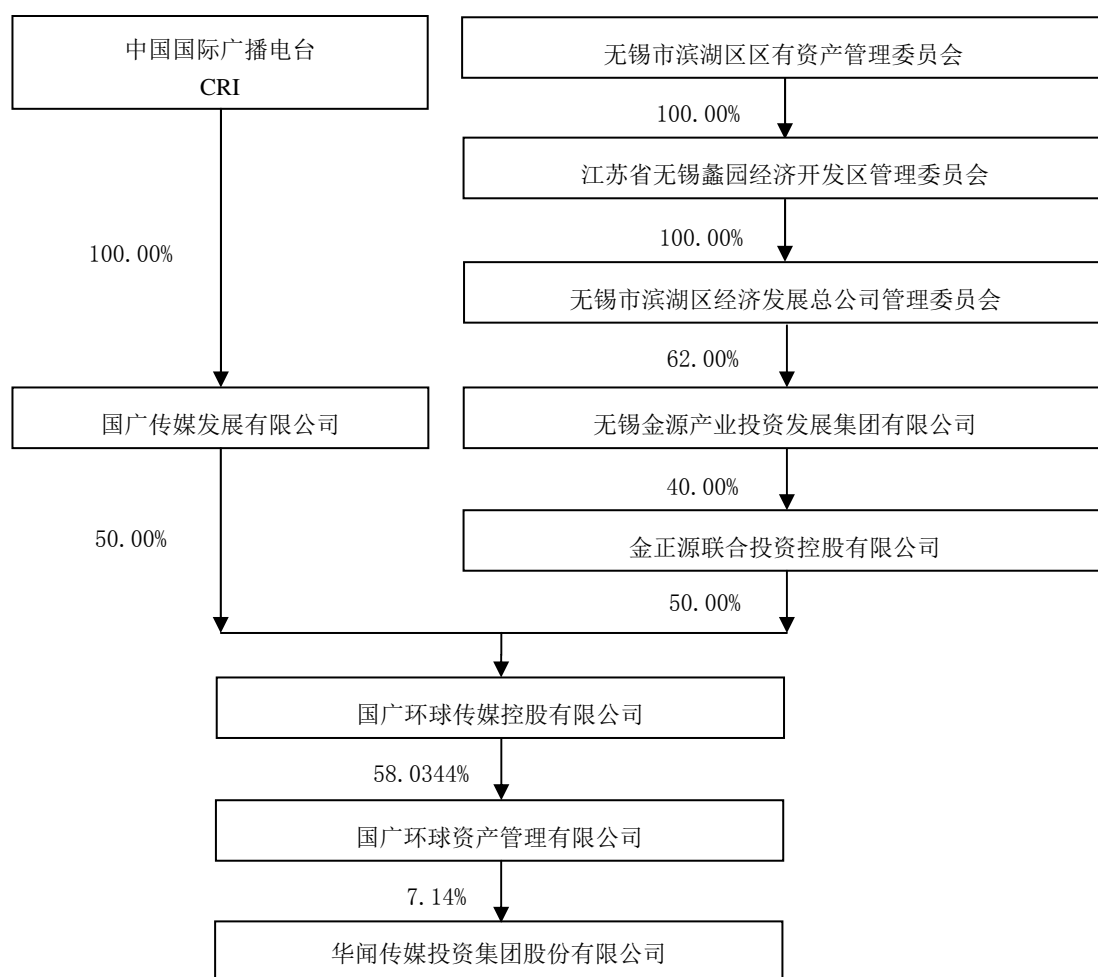 中国国际广播电台
CRI
无锡市滨湖区区有资产管理委员会
100.00%
江苏省无锡蠡园经济开发区管理委员会
100.00%
100.00%
无锡市滨湖区经济发展总公司管理委员会
62.00%
国广传媒发展有限公司
无锡金源产业投资发展集团有限公司
40.00%
50.00%
金正源联合投资控股有限公司
50.00%
国广环球传媒控股有限公司
58.0344%
国广环球资产管理有限公司
7.14%
华闻传媒投资集团股份有限公司